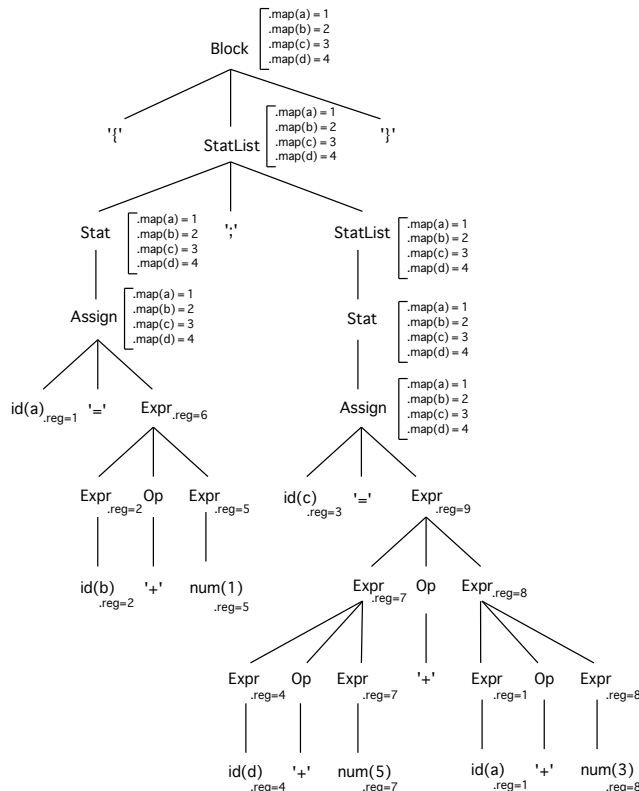 Block
.map(a) = 1
.map(b) = 2
.map(c) = 3
.map(d) = 4
'{'
StatList
.map(a) = 1
.map(b) = 2
.map(c) = 3
.map(d) = 4
'}'
Stat
.map(a) = 1
.map(b) = 2
.map(c) = 3
.map(d) = 4
';'
StatList
.map(a) = 1
.map(b) = 2
.map(c) = 3
.map(d) = 4
Assign
.map(a) = 1
.map(b) = 2
.map(c) = 3
.map(d) = 4
Stat
.map(a) = 1
.map(b) = 2
.map(c) = 3
.map(d) = 4
id(a).reg=1 '=' Expr.reg=6
Assign
.map(a) = 1
.map(b) = 2
.map(c) = 3
.map(d) = 4
Expr.reg=2 Op Expr.reg=5
id(c).reg=3 '=' Expr.reg=9
id(b).reg=2 '+' num(1).reg=5
Expr.reg=7 Op Expr.reg=8
Expr.reg=4 Op Expr.reg=7 '+' Expr.reg=1 Op Expr.reg=8
id(d).reg=4 '+' num(5).reg=7 id(a).reg=1 '+' num(3).reg=8